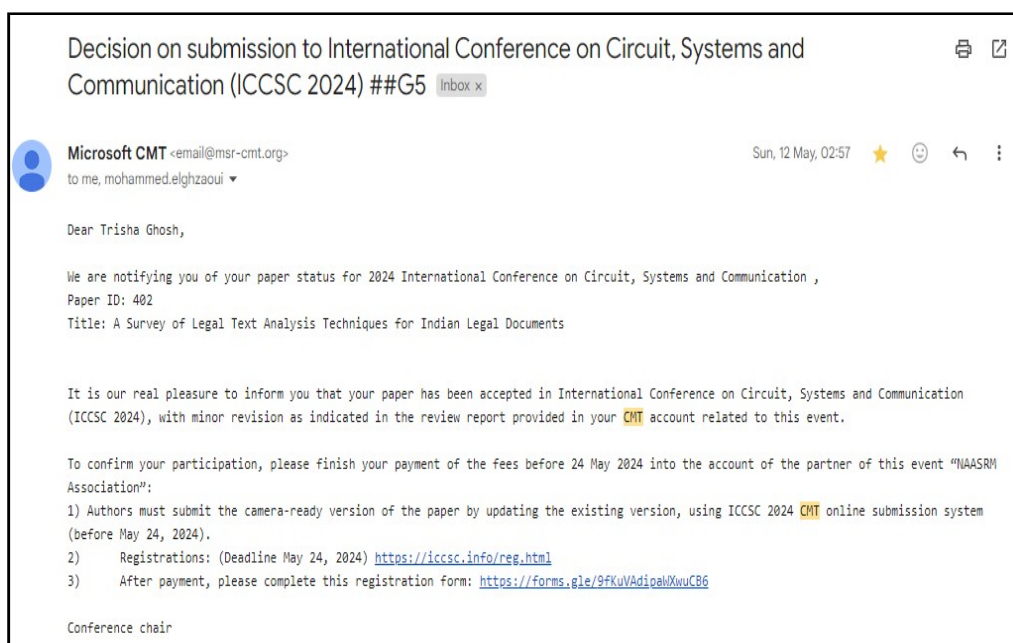 Decision on submission to International Conference on Circuit, Systems and
Communication (ICCSC 2024) ##G5 Inbox x
Microsoft CMT <email@msr-cmt.org>
Sun, 12 May, 02:57
to me, mohammed.elghzaoui
Dear Trisha Ghosh,
We are notifying you of your paper status for 2024 International Conference on Circuit, Systems and Communication ,
Paper ID: 402
Title: A Survey of Legal Text Analysis Techniques for Indian Legal Documents
It is our real pleasure to inform you that your paper has been accepted in International Conference on Circuit, Systems and Communication
(ICCSC 2024), with minor revision as indicated in the review report provided in your CMT account related to this event.
To confirm your participation, please finish your payment of the fees before 24 May 2024 into the account of the partner of this event “NAASRM
Association”:
1) Authors must submit the camera-ready version of the paper by updating the existing version, using ICCSC 2024 CMT online submission system
(before May 24, 2024).
2) Registrations: (Deadline May 24, 2024) https://iccsc.info/reg.html
3) After payment, please complete this registration form: https://forms.gle/9fKuVAdipaWXwuCB6
Conference chair